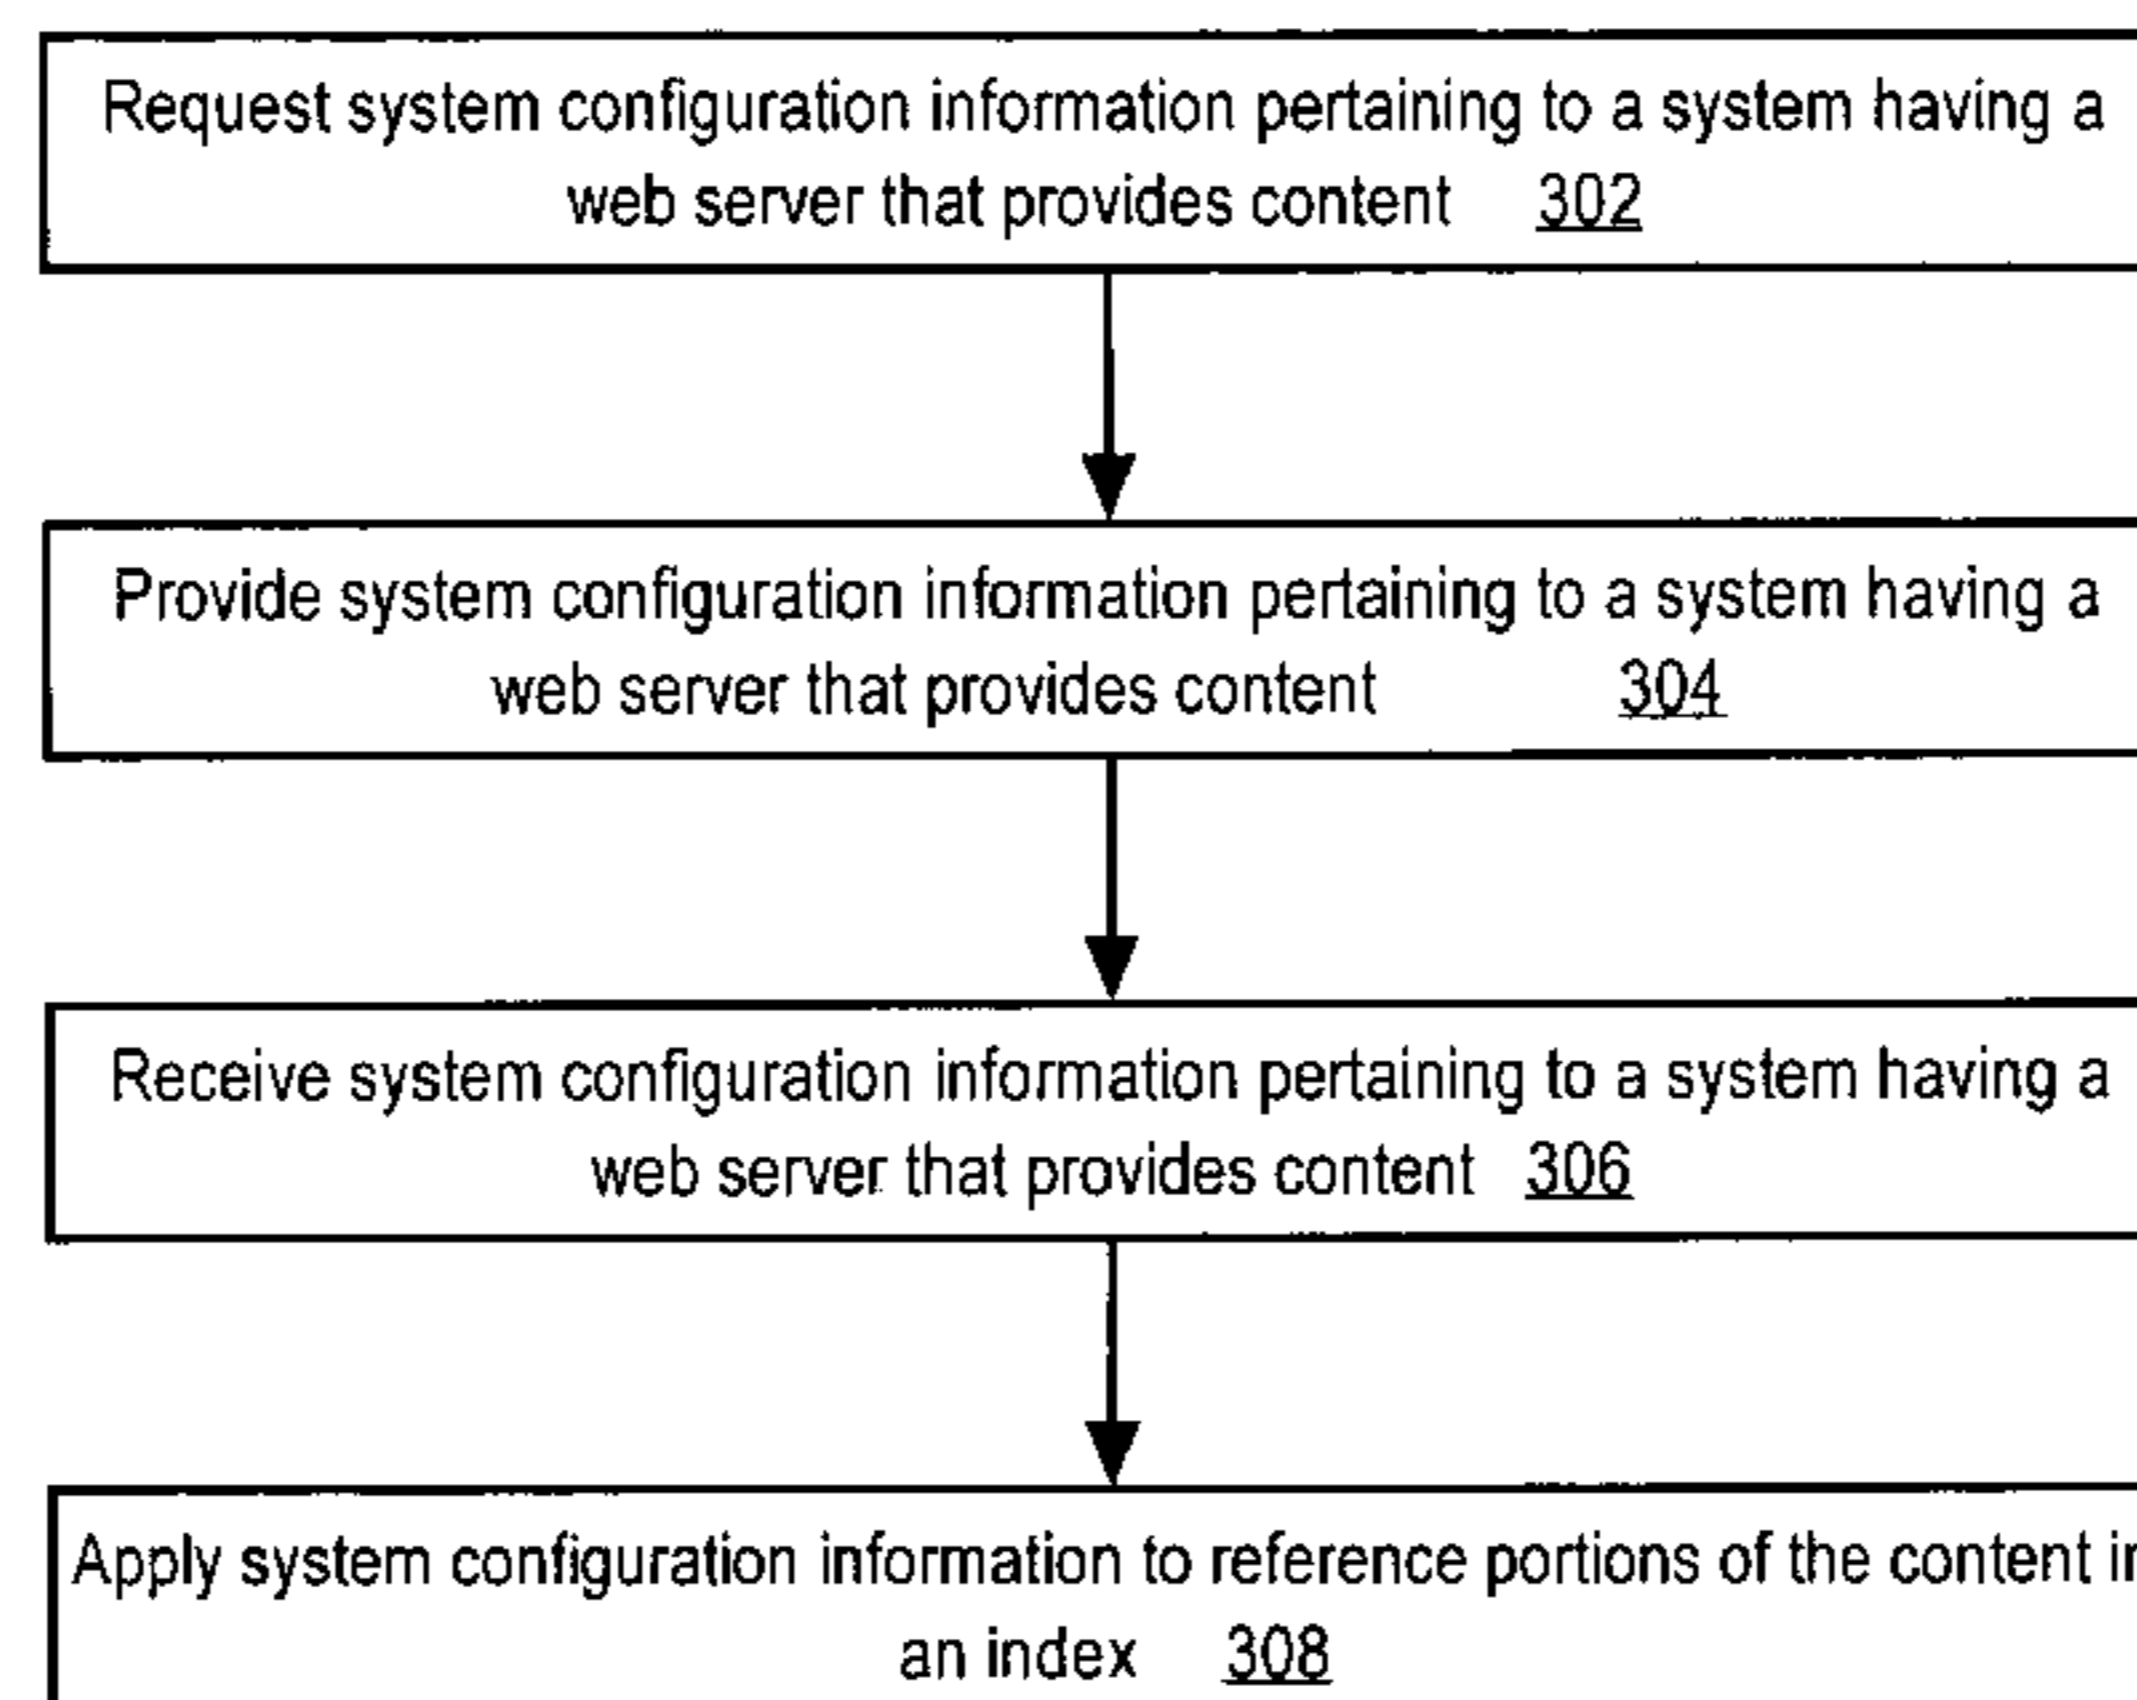 Request system configuration information pertaining to a system having a
web server that provides content 302
Provide system configuration information pertaining to a system having a
web server that provides content 304
Receive system configuration information pertaining to a system having a
web server that provides content 306
Apply system configuration information to reference portions of the content in
an index 308